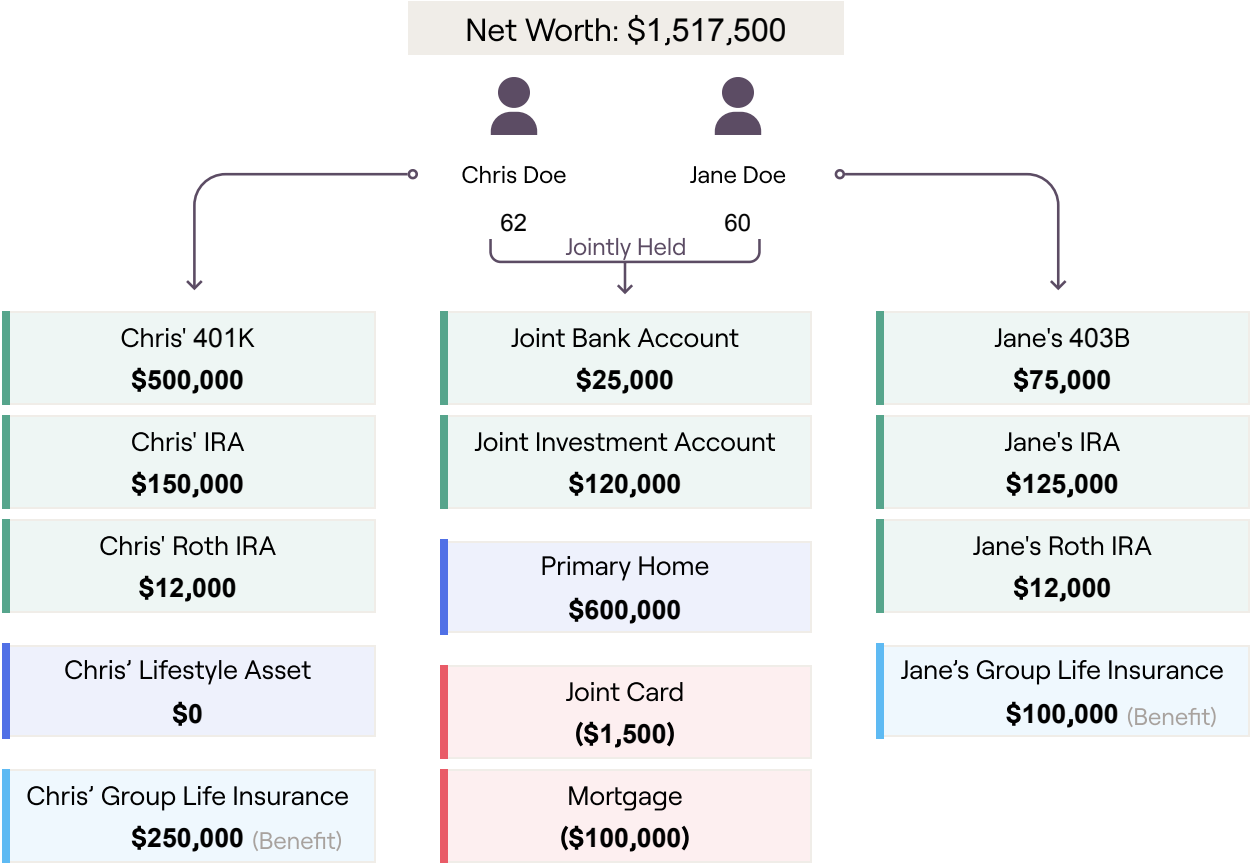 Net Worth: $1,517,500
Chris Doe
Jane Doe
62
60
Jointly Held
Chris' 401K
$500,000
Chris' IRA
$150,000
Chris' Roth IRA
$12,000
Chris’ Lifestyle Asset
$0
Chris’ Group Life Insurance
$250,000 (Benefit)
Joint Bank Account
$25,000
Joint Investment Account
$120,000
Primary Home
$600,000
Joint Card
($1,500)
Mortgage
($100,000)
Jane's 403B
$75,000
Jane's IRA
$125,000
Jane's Roth IRA
$12,000
Jane’s Group Life Insurance
$100,000 (Benefit)